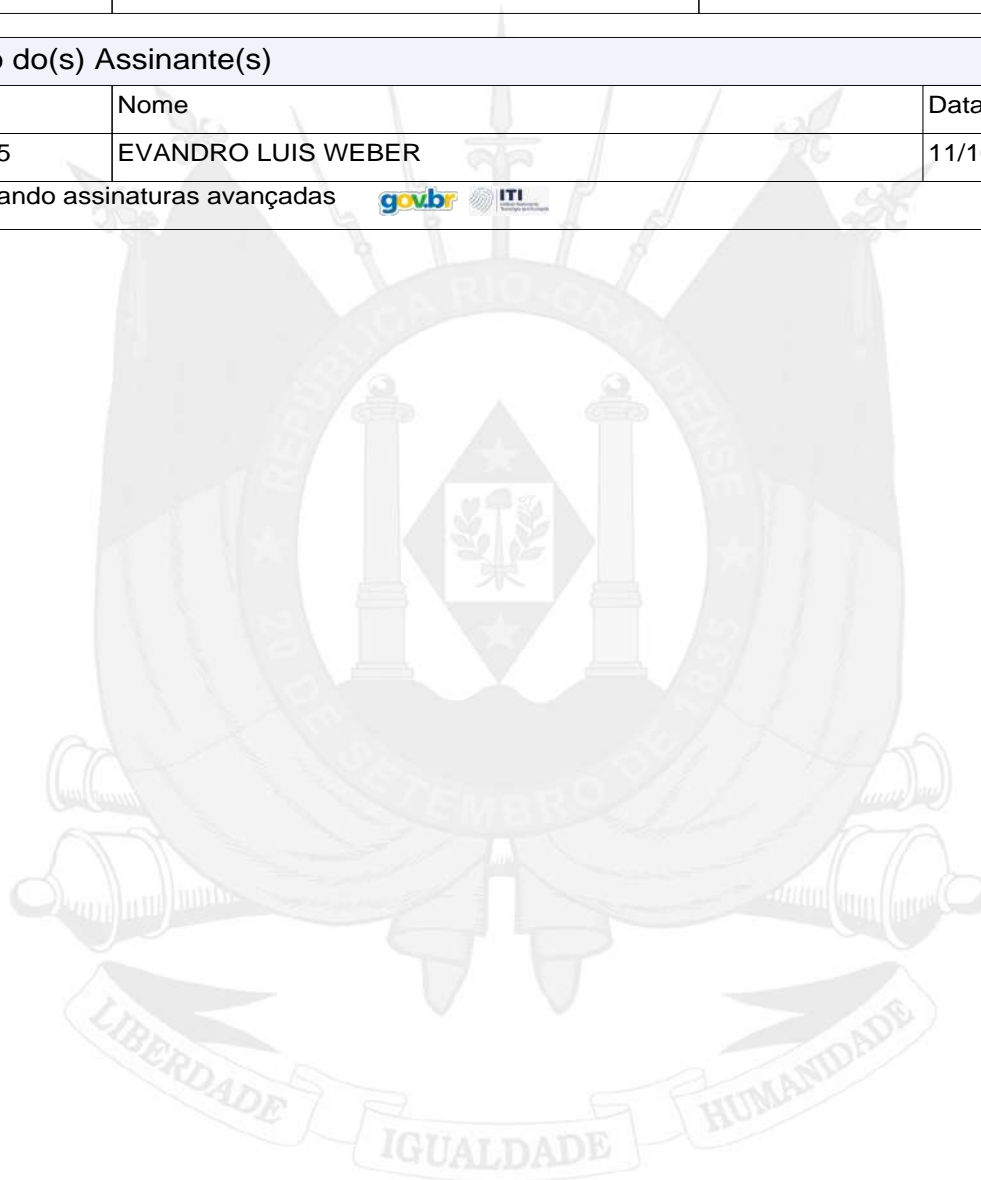 o do(s) Assinante(s)
Nome Data
5 EVANDRO LUIS WEBER 11/1
ando assinaturas avançadas gov.br ITI
REPÚBLICA RIO-GRANDENSE
20 DE SETEMBRO DE 1835
LIBERDADE IGUALDADE HUMANIDADE